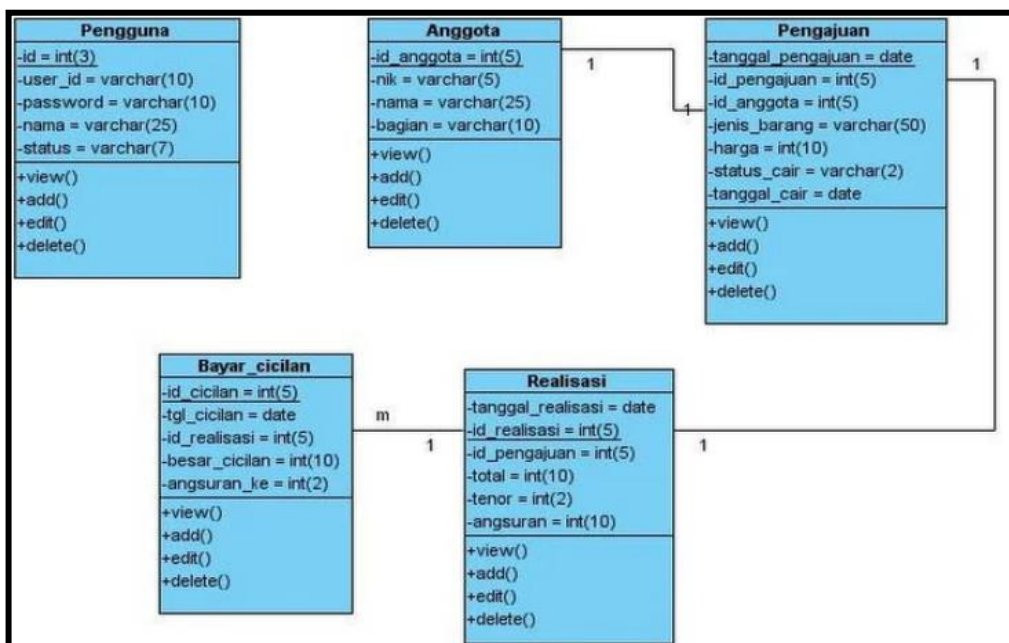 Pengguna
-id = int(3)
-user_id = varchar(10)
-password = varchar(10)
-nama = varchar(25)
-status = varchar(7)
+view()
+add()
+edit()
+delete()
Anggota
-id_anggota = int(5)
-nik = varchar(5)
-nama = varchar(25)
-bagian = varchar(10)
+view()
+add()
+edit()
+delete()
1
1
Pengajuan
-tanggal_pengajuan = date
-id_pengajuan = int(5)
-id_anggota = int(5)
-jenis_barang = varchar(50)
-harga = int(10)
-status_cair = varchar(2)
-tanggal_cair = date
+view()
+add()
+edit()
+delete()
1
Bayar_cicilan
-id_cicilan = int(5)
-tgl_cicilan = date
-id_realisasi = int(5)
-besar_cicilan = int(10)
-angsuran_ke = int(2)
+view()
+add()
+edit()
+delete()
m
1
Realisasi
-tanggal_realisasi = date
-id_realisasi = int(5)
-id_pengajuan = int(5)
-total = int(10)
-tenor = int(2)
-angsuran = int(10)
+view()
+add()
+edit()
+delete()
1